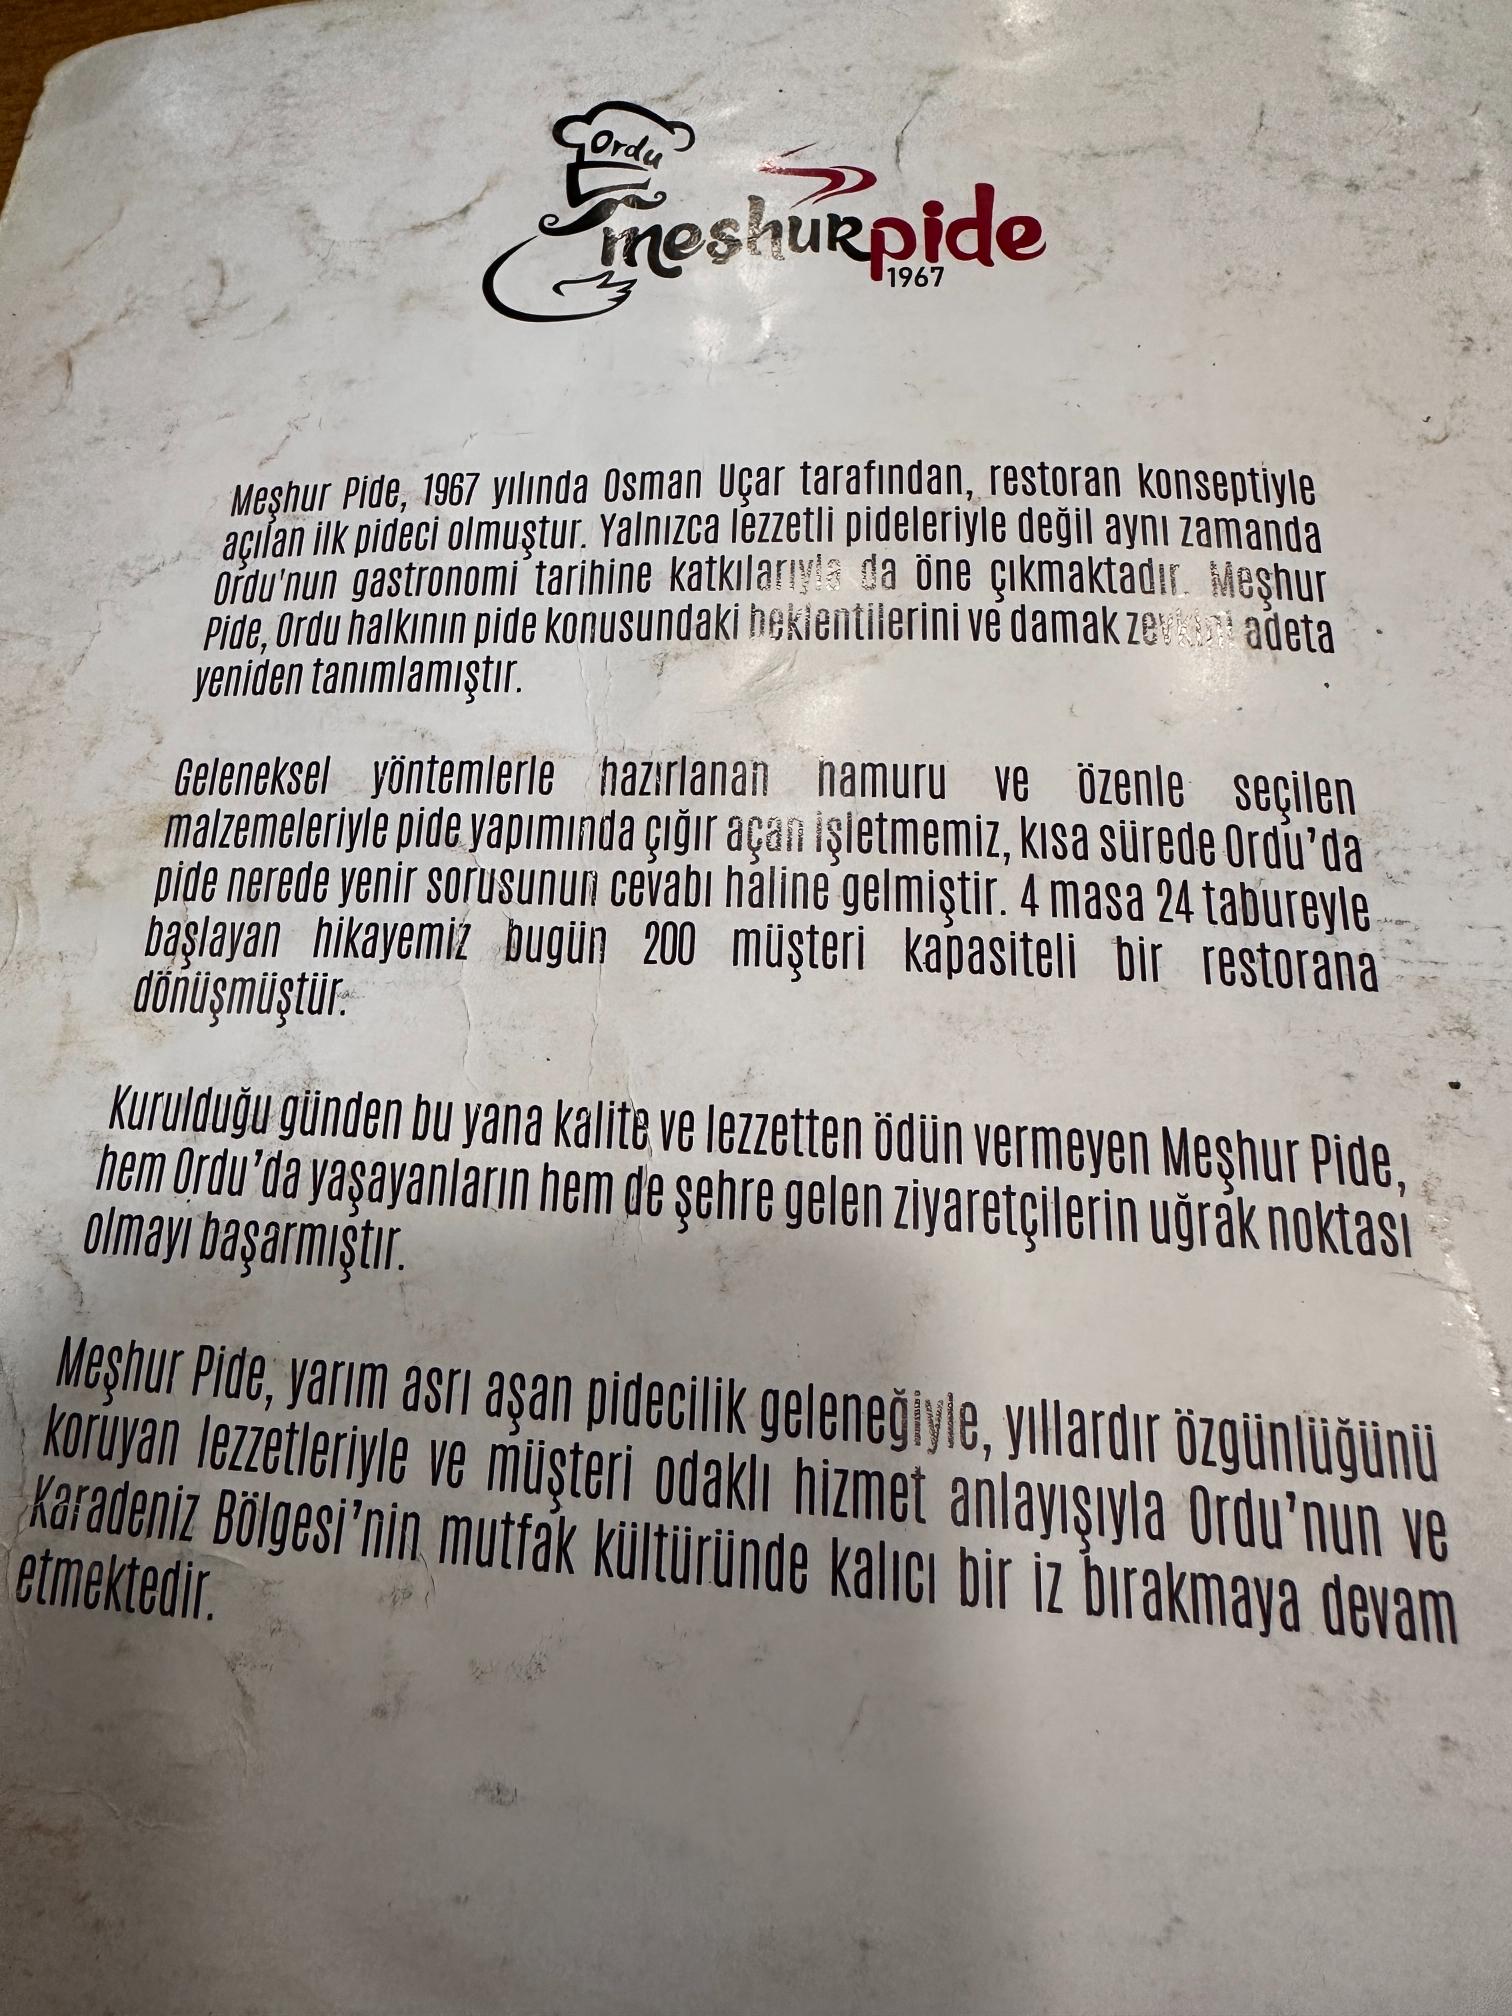 Ordu
meşhurpide
1967
Meşhur Pide, 1967 yılında Osman Uçar tarafından, restoran konseptiyle
açılan ilk pideci olmuştur. Yalnızca lezzetli pideleriyle değil aynı zamanda
Ordu'nun gastronomi tarihine katkılarıyla da öne çıkmaktadır. Meşhur
Pide, Ordu halkının pide konusundaki beklentilerini ve damak zevkini adeta
yeniden tanımlamıştır.
Geleneksel yöntemlerle hazırlanan hamuru ve özenle seçilen
malzemeleriyle pide yapımında çığır açan işletmemiz, kısa sürede Ordu'da
pide nerede yenir sorusunun cevabı haline gelmiştir. 4 masa 24 tabureyle
başlayan hikayemiz bugün 200 müşteri kapasiteli bir restorana
dönüşmüştür.
Kurulduğu günden bu yana kalite ve lezzetten ödün vermeyen Meşhur Pide,
hem Ordu'da yaşayanların hem de şehre gelen ziyaretçilerin uğrak noktası
olmayı başarmıştır.
Meşhur Pide, yarım asrı aşan pidecilik geleneğiyle, yıllardır özgünlüğünü
koruyan lezzetleriyle ve müşteri odaklı hizmet anlayışıyla Ordu'nun ve
Karadeniz Bölgesi'nin mutfak kültüründe kalıcı bir iz bırakmaya devam
etmektedir.